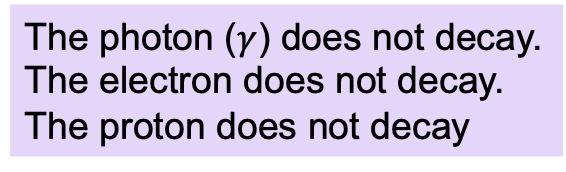 The photon (γ) does not decay.
The electron does not decay.
The proton does not decay